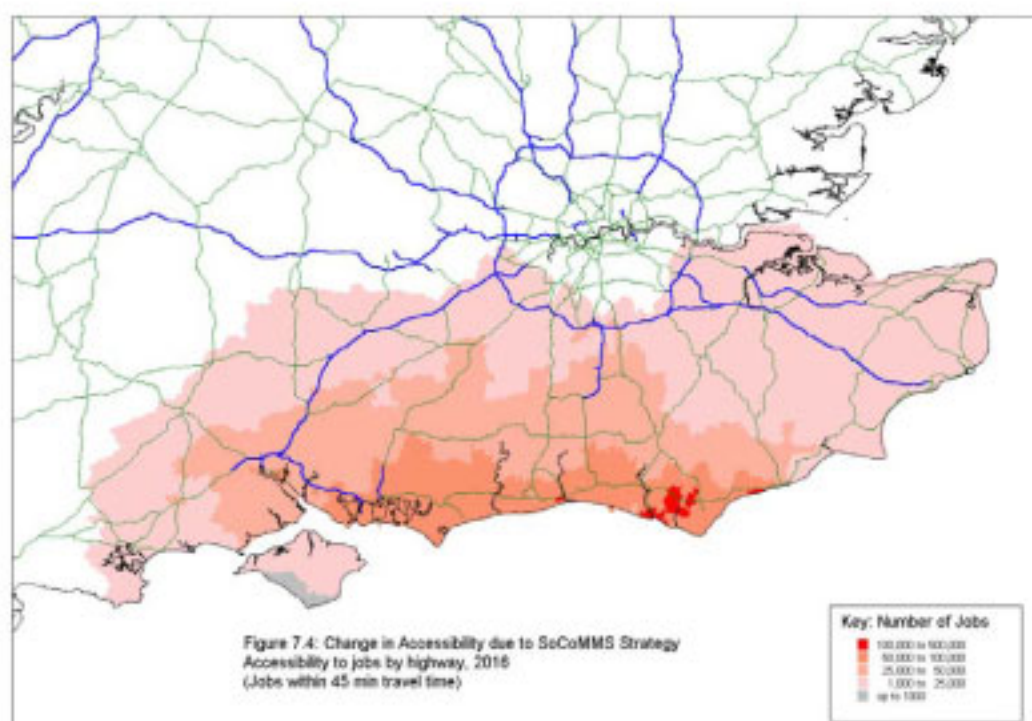 Figure 7.4: Change in Accessibility due to SoCoMMS Strategy
Accessibility to jobs by highway, 2016
(Jobs within 45 min travel time)
Key: Number of Jobs
100,000 to 500,000
50,000 to 100,000
25,000 to 50,000
1,000 to 25,000
up to 1000